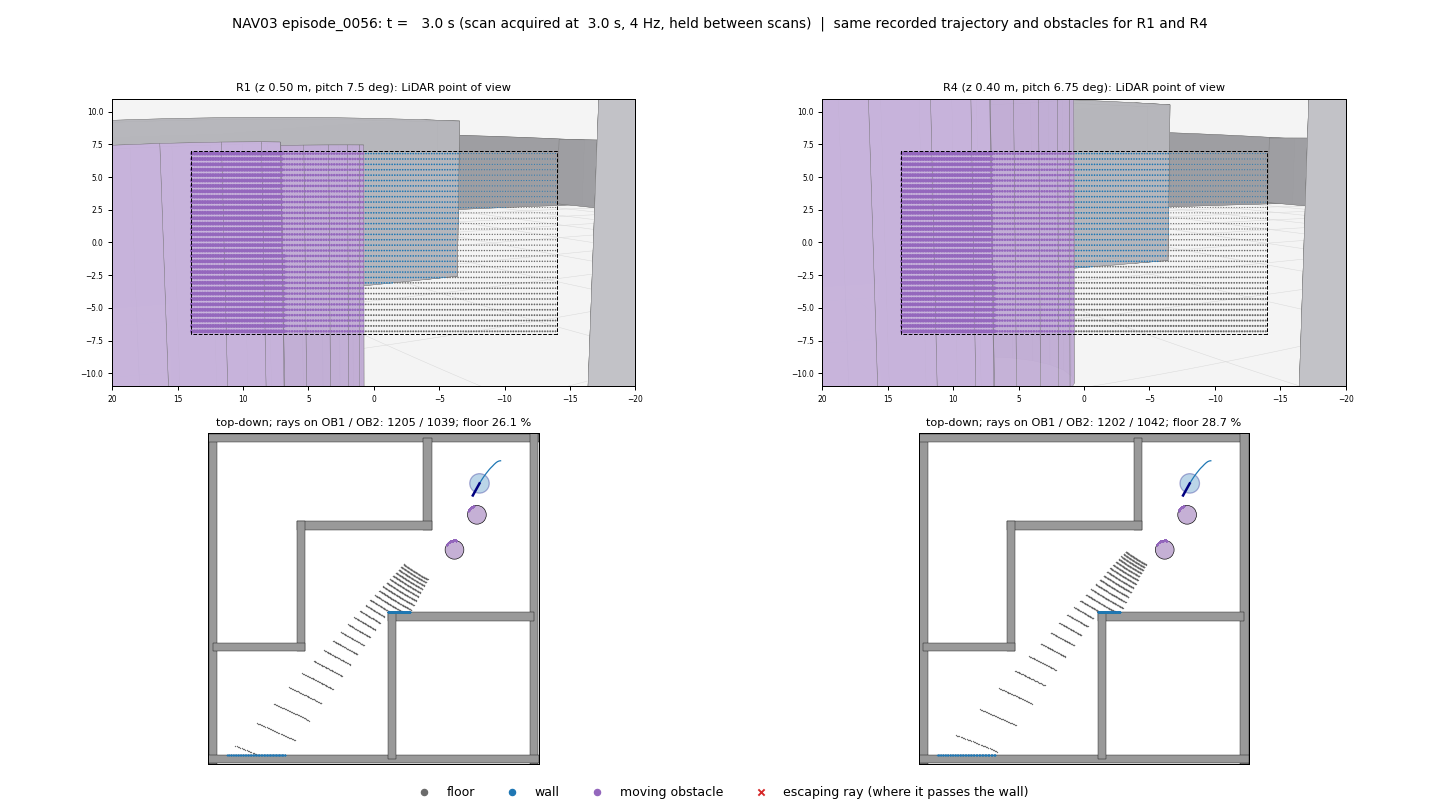 NAV03 episode_0056: t =   3.0 s (scan acquired at  3.0 s, 4 Hz, held between scans)  |  same recorded trajectory and obstacles for R1 and R4
R1 (z 0.50 m, pitch 7.5 deg): LiDAR point of view
10.0
7.5
5.0
2.5
0.0
−2.5
−5.0
−7.5
−10.0
20 15 10 5 0 −5 −10 −15 −20
R4 (z 0.40 m, pitch 6.75 deg): LiDAR point of view
10.0
7.5
5.0
2.5
0.0
−2.5
−5.0
−7.5
−10.0
20 15 10 5 0 −5 −10 −15 −20
top-down; rays on OB1 / OB2: 1205 / 1039; floor 26.1 %
top-down; rays on OB1 / OB2: 1202 / 1042; floor 28.7 %
floor wall moving obstacle escaping ray (where it passes the wall)